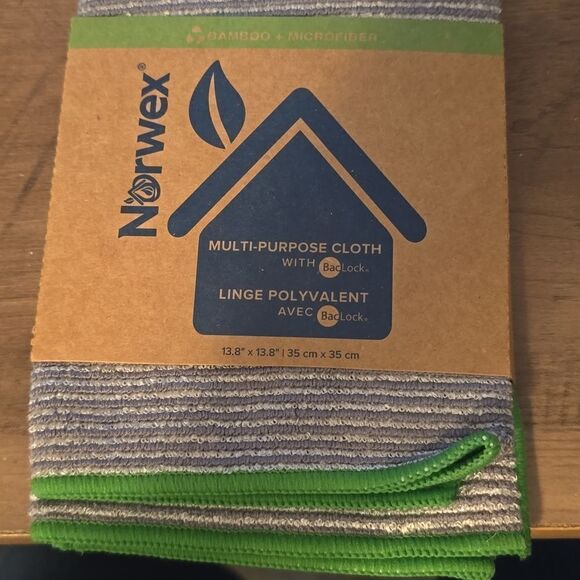 BAMBOO + MICROFIBER
Norwex®
MULTI-PURPOSE CLOTH
WITH BacLock®
LINGE POLYVALENT
AVEC BacLock®
13.8" x 13.8" | 35 cm x 35 cm